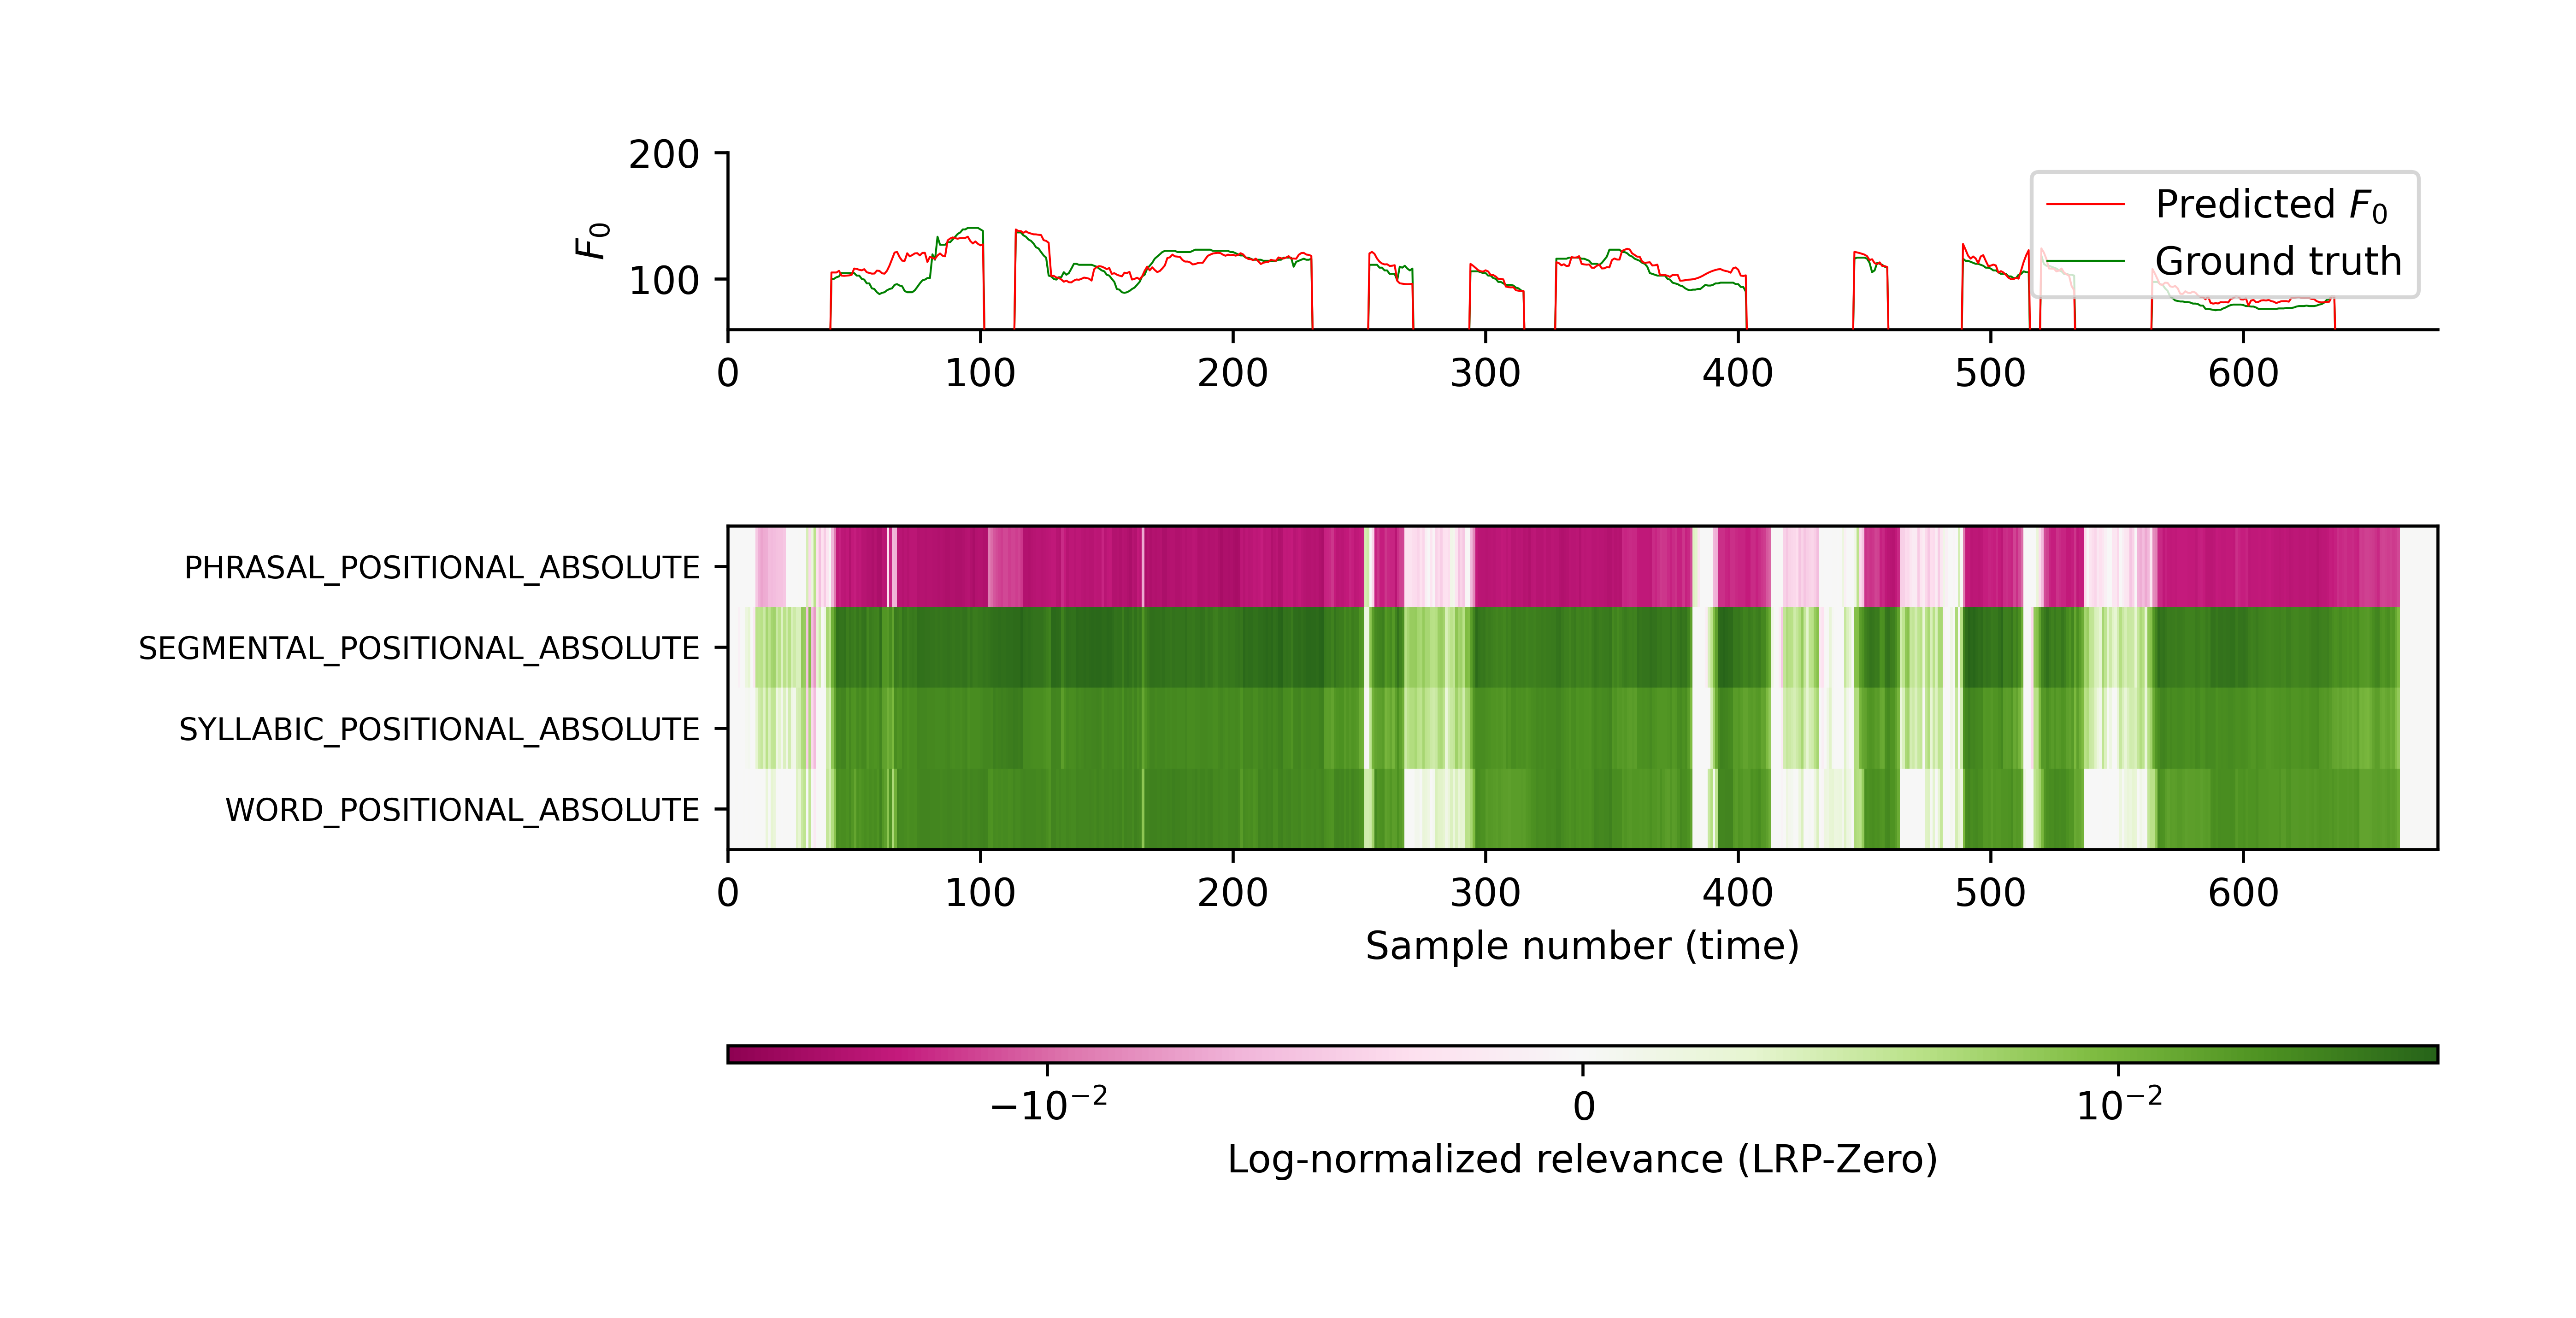 200
100
F0
Predicted F0
Ground truth
0 100 200 300 400 500 600
PHRASAL_POSITIONAL_ABSOLUTE
SEGMENTAL_POSITIONAL_ABSOLUTE
SYLLABIC_POSITIONAL_ABSOLUTE
WORD_POSITIONAL_ABSOLUTE
0 100 200 300 400 500 600
Sample number (time)
−10⁻² 0 10⁻²
Log-normalized relevance (LRP-Zero)